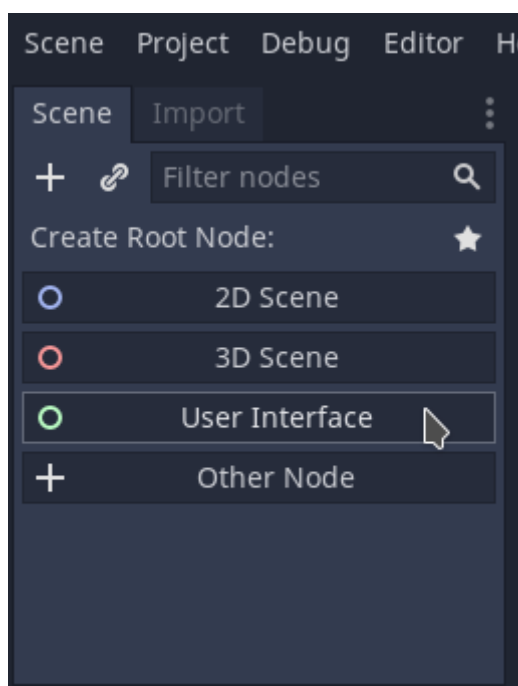 Scene Project Debug Editor
Scene Import
Filter nodes
Create Root Node:
2D Scene
3D Scene
User Interface
Other Node